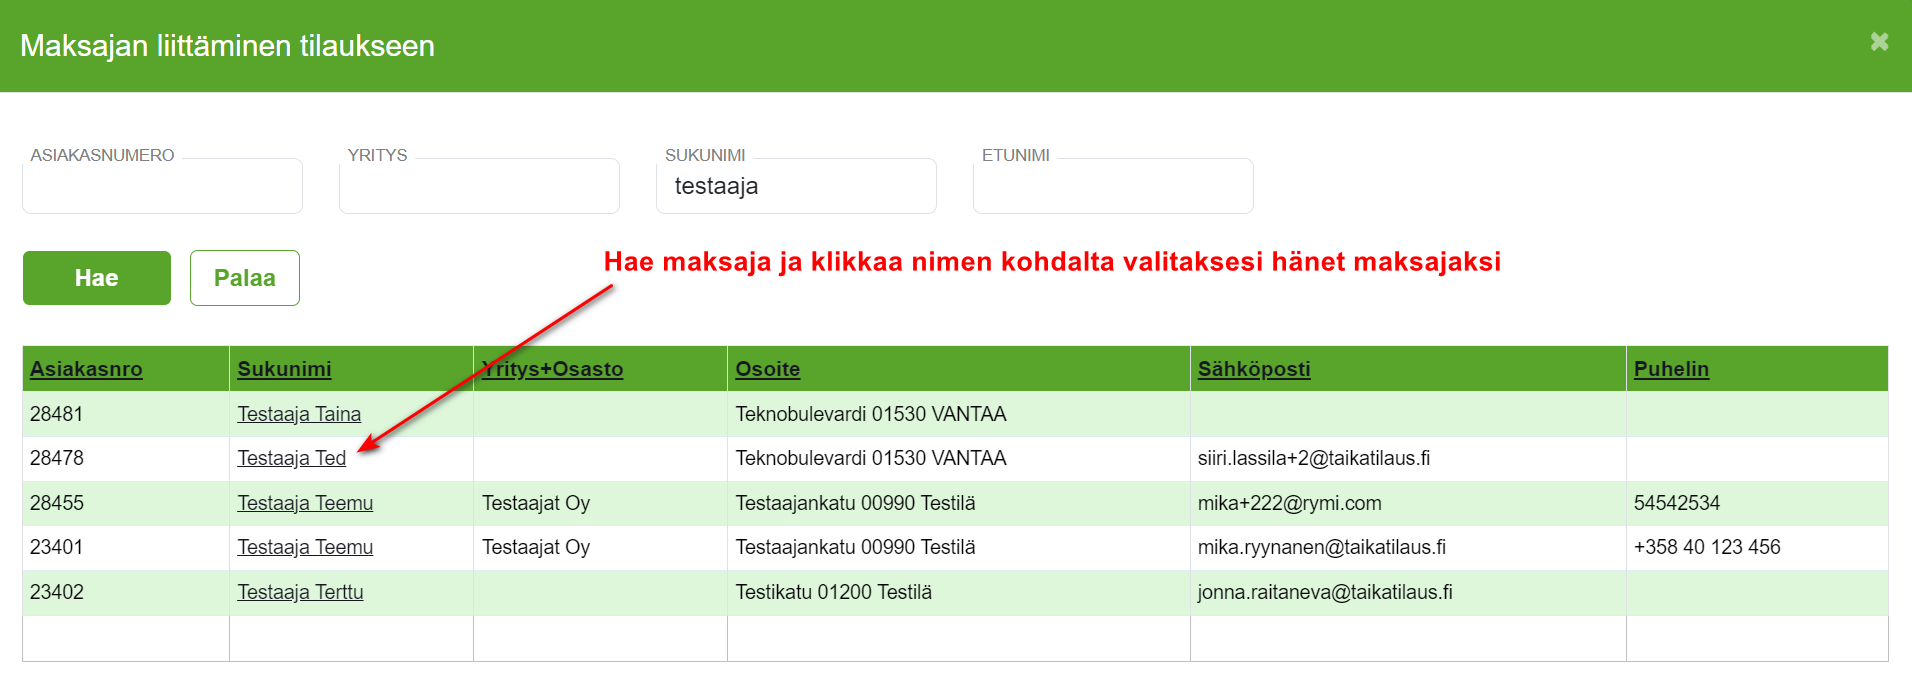 Maksajan liittäminen tilaukseen
ASIAKASNUMERO YRITYS SUKUNIMI ETUNIMI
testaaja
Hae Palaa
Hae maksaja ja klikkaa nimen kohdalta valitaksesi hänet maksajaksi
Asiakasnro Sukunimi Yritys+Osasto Osoite Sähköposti Puhelin
28481 Testaaja Taina Teknobulevardi 01530 VANTAA
28478 Testaaja Ted Teknobulevardi 01530 VANTAA siiri.lassila+2@taikatilaus.fi
28455 Testaaja Teemu Testaajat Oy Testaajankatu 00990 Testilä mika+222@rymi.com 54542534
23401 Testaaja Teemu Testaajat Oy Testaajankatu 00990 Testilä mika.ryynanen@taikatilaus.fi +358 40 123 456
23402 Testaaja Terttu Testikatu 01200 Testilä jonna.raitaneva@taikatilaus.fi